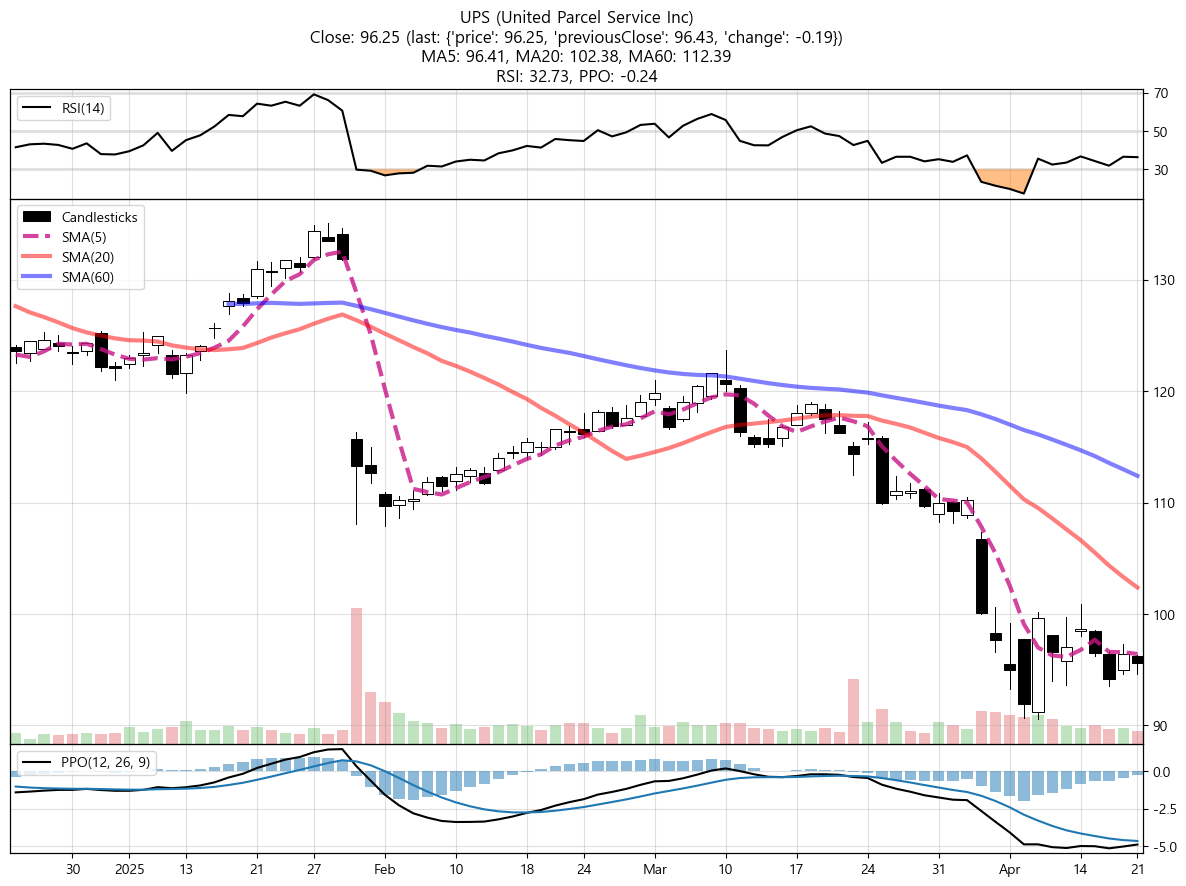 UPS (United Parcel Service Inc)
Close: 96.25 (last: {'price': 96.25, 'previousClose': 96.43, 'change': -0.19})
MA5: 96.41, MA20: 102.38, MA60: 112.39
RSI: 32.73, PPO: -0.24
RSI(14)
70
50
30
Candlesticks
SMA(5)
SMA(20)
SMA(60)
130
120
110
100
90
PPO(12, 26, 9)
0.0
-2.5
-5.0
30 2025 13 21 27 Feb 10 18 24 Mar 10 17 24 31 Apr 14 21